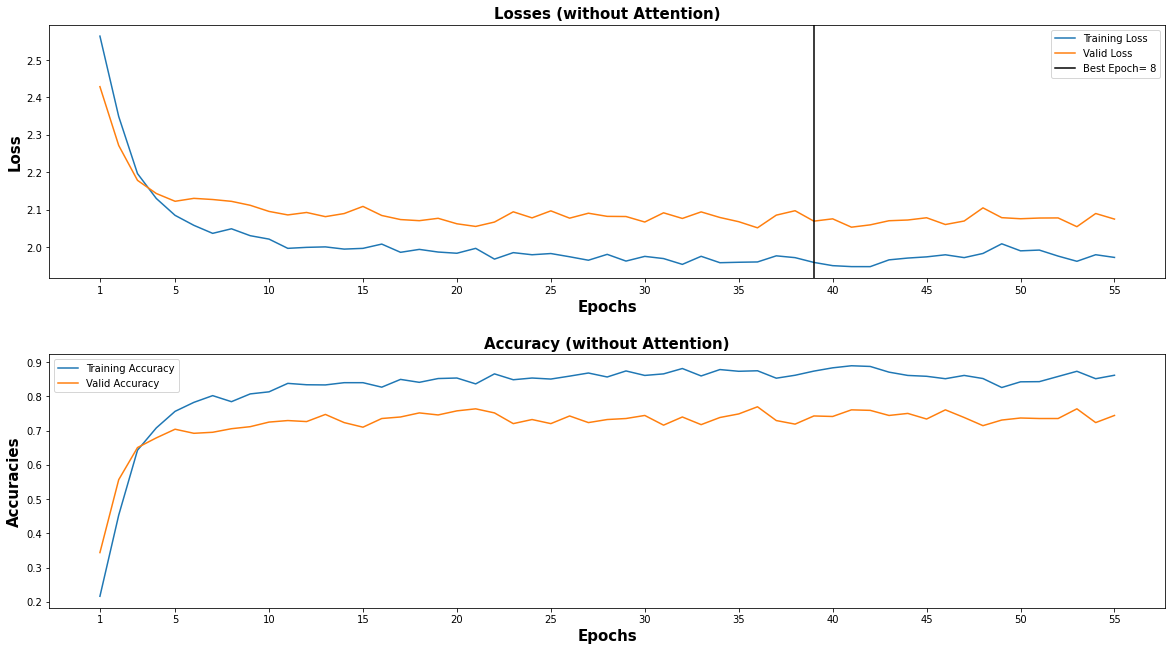 Losses (without Attention)
Training Loss
Valid Loss
Best Epoch= 8
2.5
2.4
2.3
2.2
2.1
2.0
Loss
1 5 10 15 20 25 30 35 40 45 50 55
Epochs
Accuracy (without Attention)
Training Accuracy
Valid Accuracy
0.9
0.8
0.7
0.6
0.5
0.4
0.3
0.2
Accuracies
1 5 10 15 20 25 30 35 40 45 50 55
Epochs